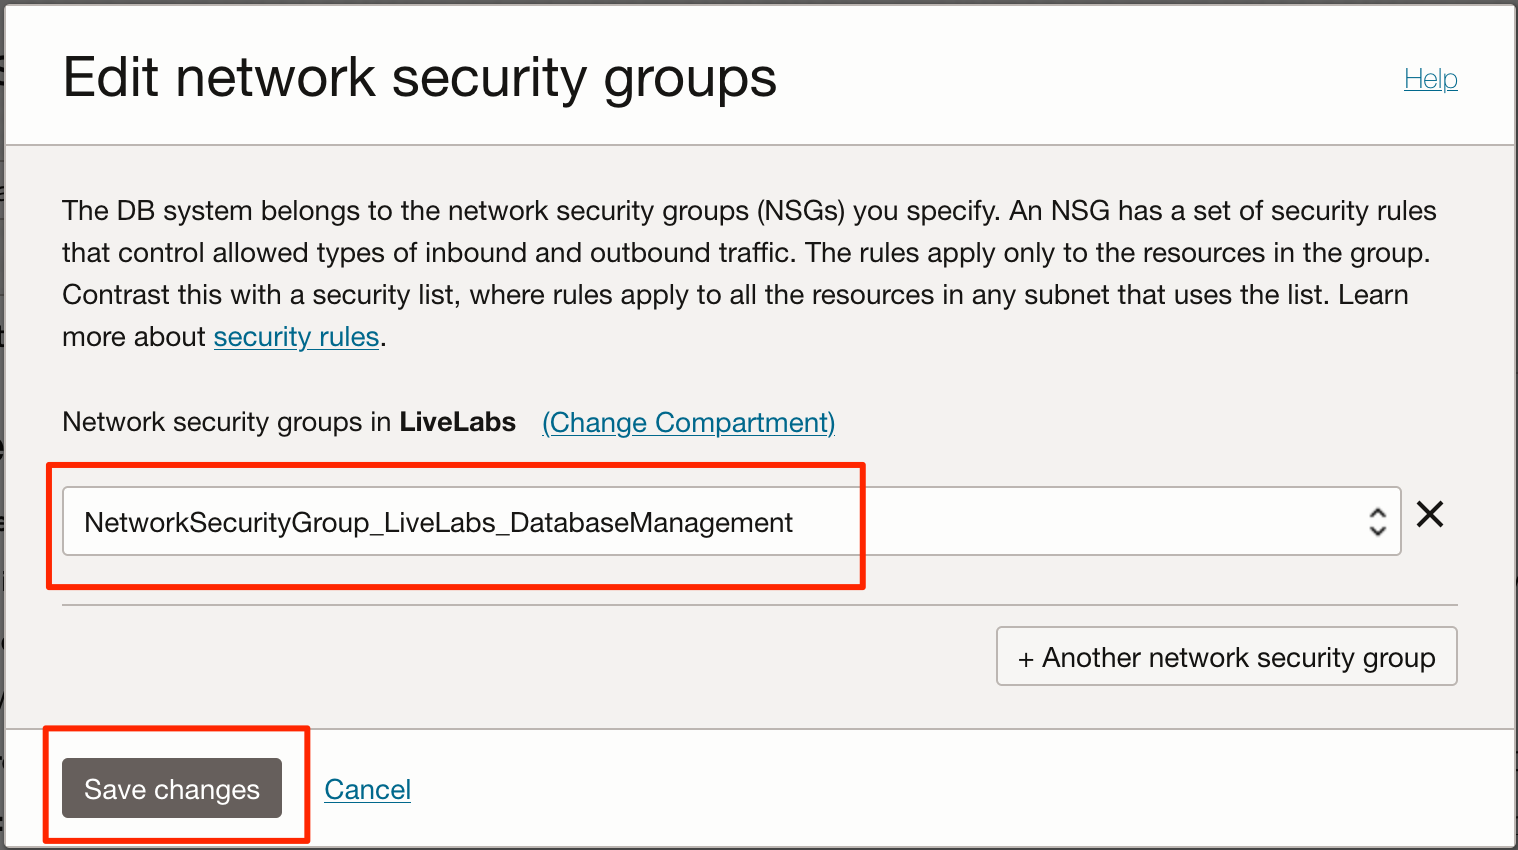 Edit network security groups
Help
The DB system belongs to the network security groups (NSGs) you specify. An NSG has a set of security rules
that control allowed types of inbound and outbound traffic. The rules apply only to the resources in the group.
Contrast this with a security list, where rules apply to all the resources in any subnet that uses the list. Learn
more about security rules.
Network security groups in LiveLabs (Change Compartment)
NetworkSecurityGroup_LiveLabs_DatabaseManagement
+ Another network security group
Save changes
Cancel